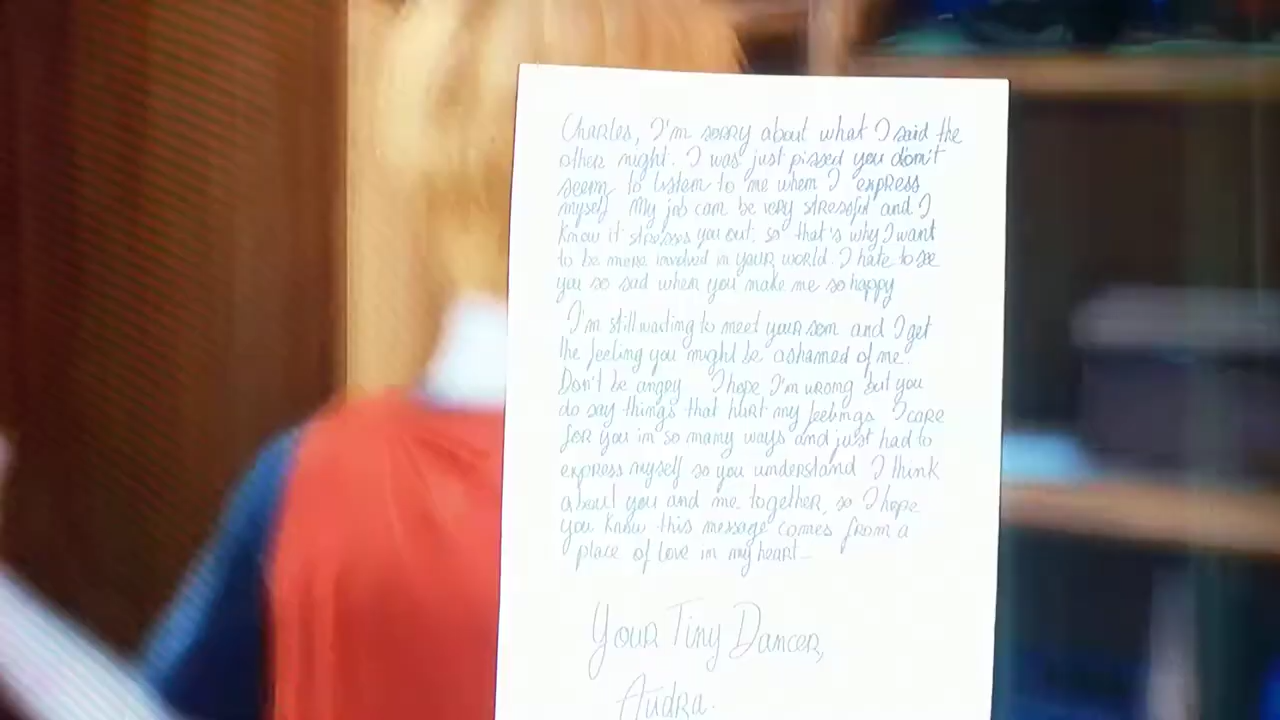 Charles, I'm sorry about what I said the
other night. I was just pissed you don't
seem to listen to me when I express
myself. My job can be very stressful and I
know it stresses you out, so that's why I want
to be more involved in your world. I hate to see
you so sad when you make me so happy
I'm still waiting to meet your son and I get
the feeling you might be ashamed of me.
Don't be angry I hope I'm wrong but you
do say things that hurt my feelings. I care
for you in so many ways and just had to
express myself so you understand I think
about you and me together, so I hope
you know this message comes from a
place of love in my heart...
Your Tiny Dancer,
Audra.